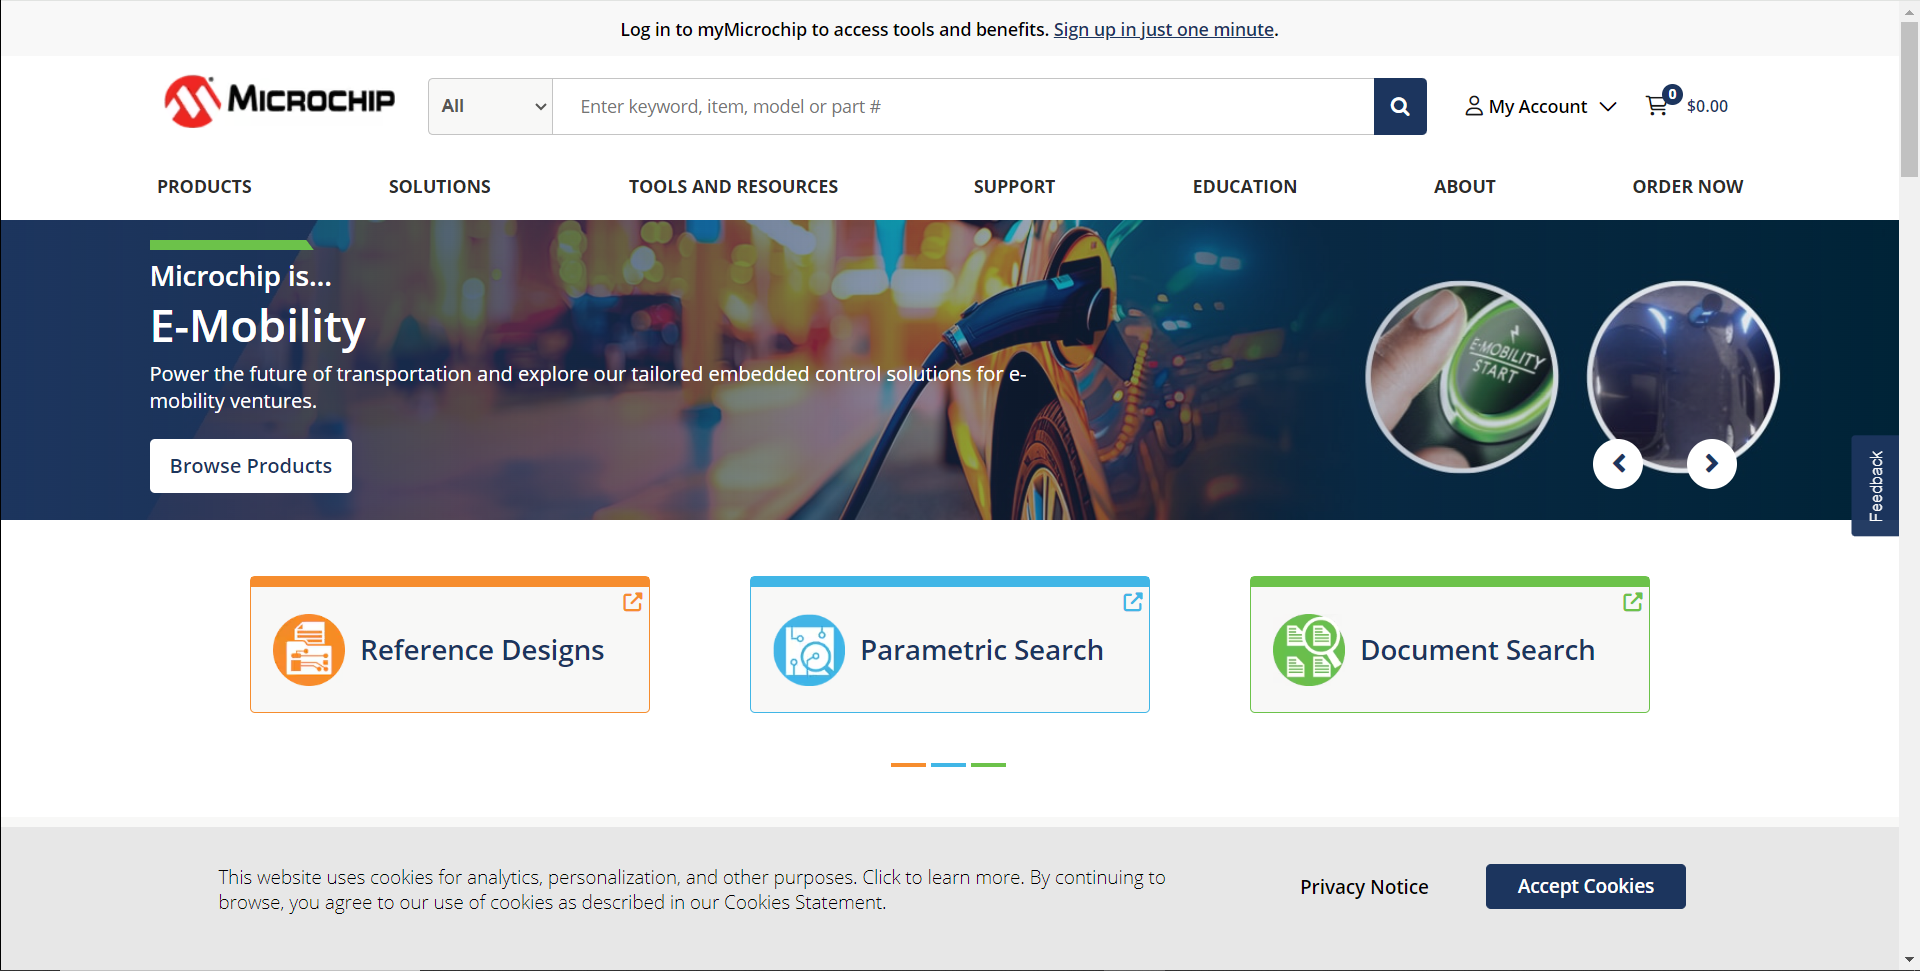 Log in to myMicrochip to access tools and benefits. Sign up in just one minute.
MICROCHIP
All
Enter keyword, item, model or part #
My Account
0
$0.00
PRODUCTS
SOLUTIONS
TOOLS AND RESOURCES
SUPPORT
EDUCATION
ABOUT
ORDER NOW
Microchip is...
E-Mobility
Power the future of transportation and explore our tailored embedded control solutions for e-
mobility ventures.
Browse Products
E-MOBILITY
START
Feedback
Reference Designs
Parametric Search
Document Search
This website uses cookies for analytics, personalization, and other purposes. Click to learn more. By continuing to
browse, you agree to our use of cookies as described in our Cookies Statement.
Privacy Notice
Accept Cookies